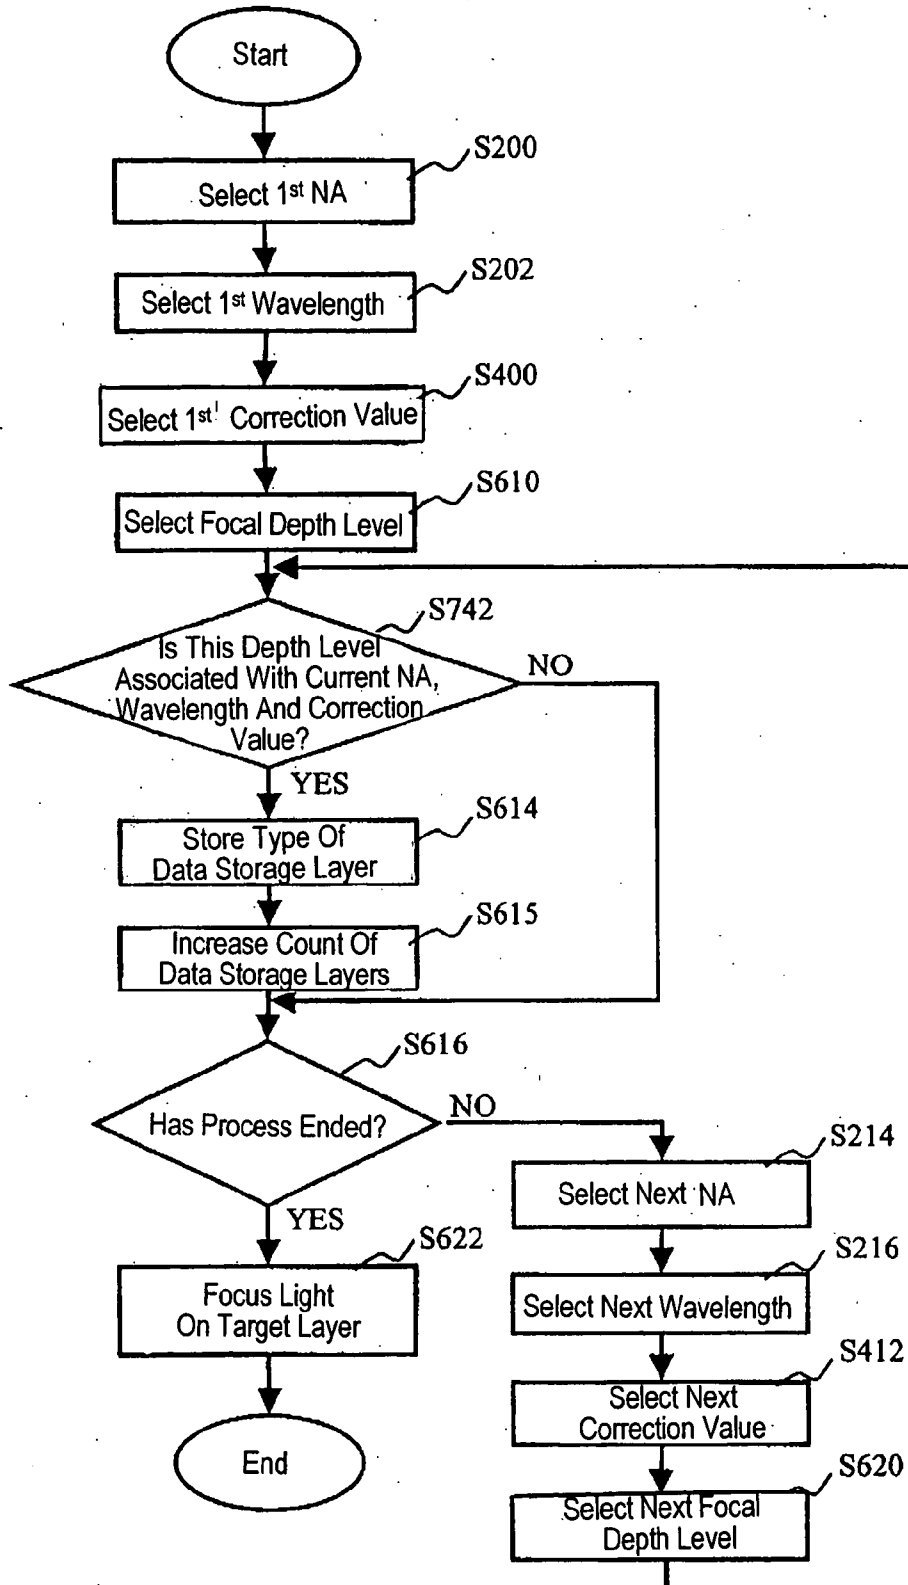 Start
S200
Select 1st NA
S202
Select 1st Wavelength
S400
Select 1st Correction Value
S610
Select Focal Depth Level
S742
Is This Depth Level
Associated With Current NA,
Wavelength And Correction
Value?
NO
YES
S614
Store Type Of
Data Storage Layer
S615
Increase Count Of
Data Storage Layers
S616
Has Process Ended?
NO
YES
S214
Select Next NA
S216
Select Next Wavelength
S622
Focus Light
On Target Layer
S412
Select Next
Correction Value
End
S620
Select Next Focal
Depth Level